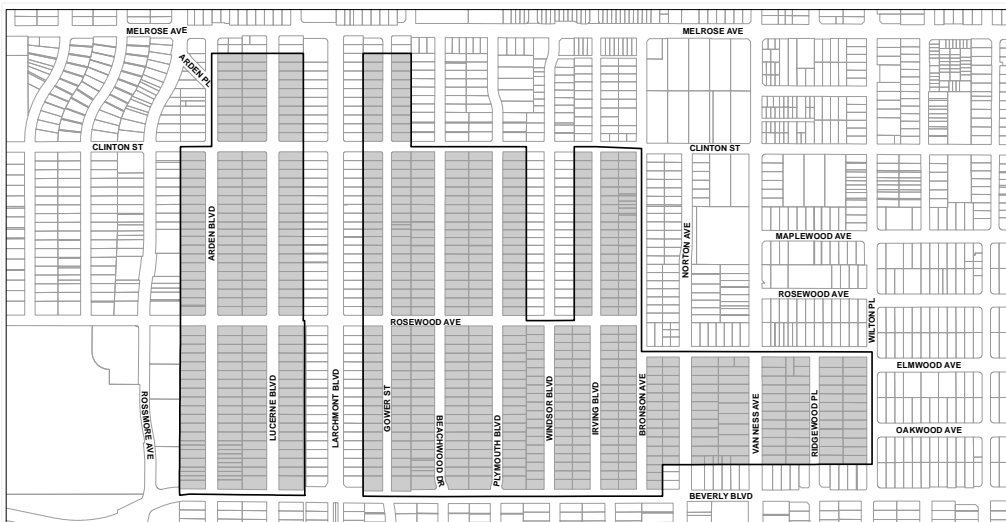 MELROSE AVE
MELROSE AVE
ARDEN PL
CLINTON ST
CLINTON ST
ARDEN BLVD
NORTON AVE
MAPLEWOOD AVE
ROSEWOOD AVE
WILTON PL
ROSEWOOD AVE
ELMWOOD AVE
ROSSMORE AVE
LUCERNE BLVD
LARCHMONT BLVD
GOWER ST
BEACHWOOD DR
PLYMOUTH BLVD
WINDSOR BLVD
IRVING BLVD
BRONSON AVE
VAN NESS AVE
RIDGEWOOD PL
OAKWOOD AVE
BEVERLY BLVD